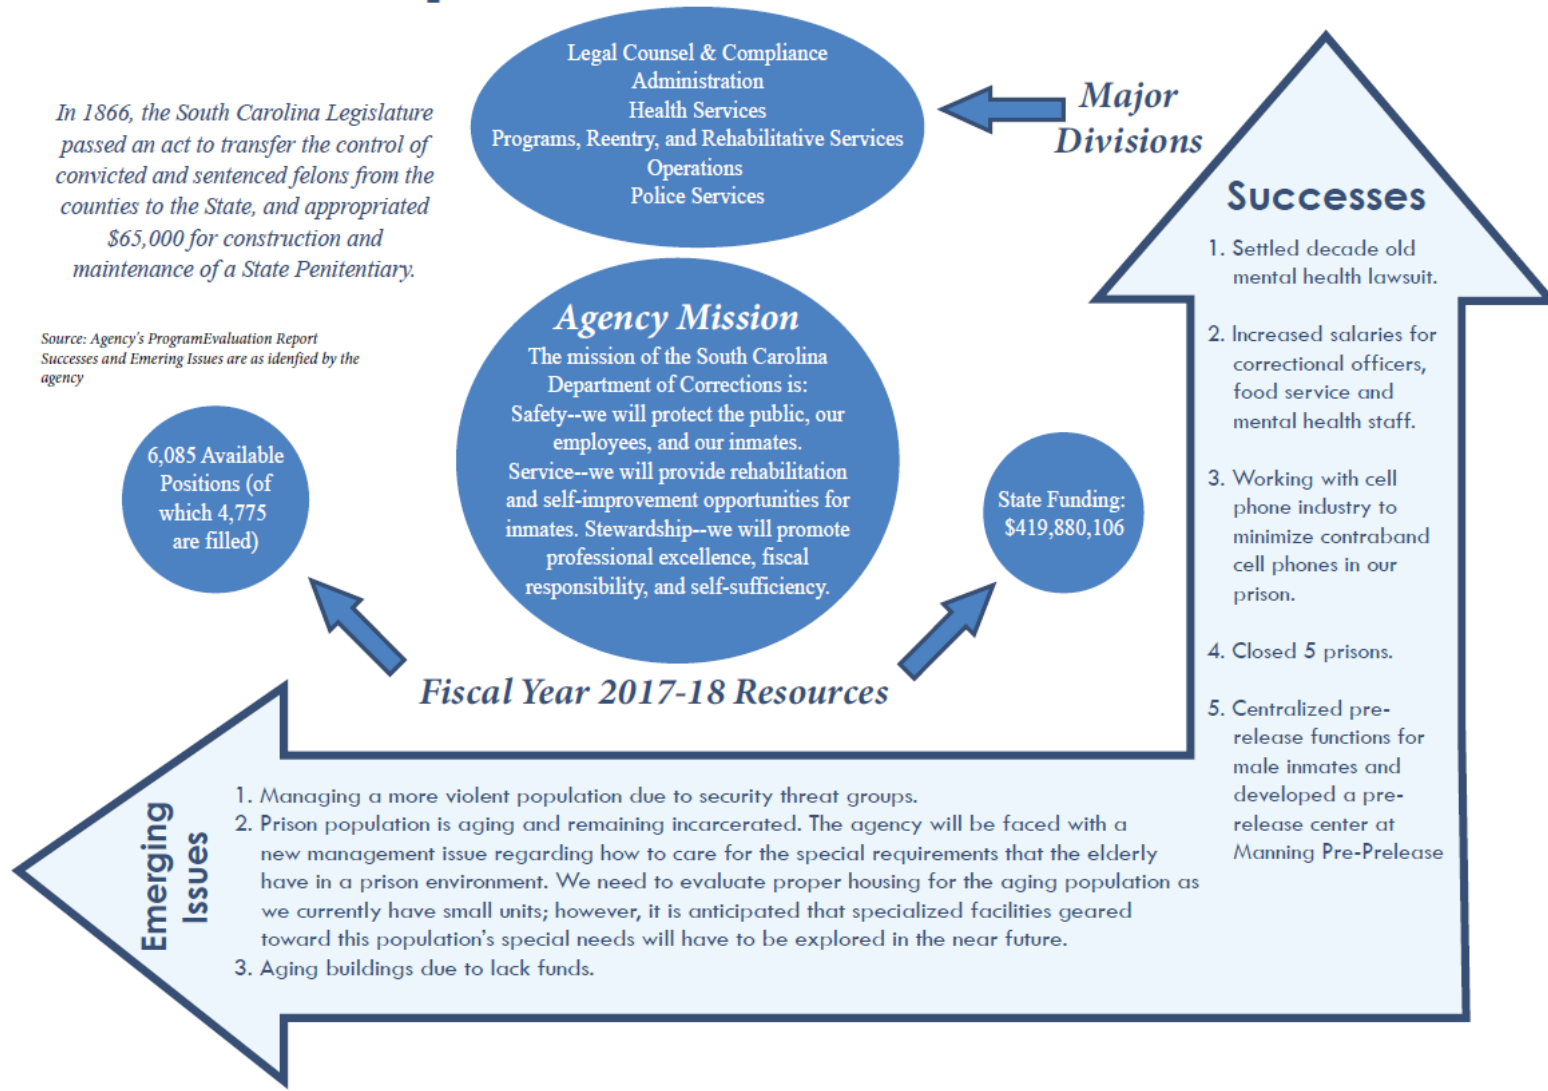 Legal Counsel & Compliance
Administration
Health Services
Programs, Reentry, and Rehabilitative Services
Operations
Police Services
Major
Divisions
In 1866, the South Carolina Legislature
passed an act to transfer the control of
convicted and sentenced felons from the
counties to the State, and appropriated
$65,000 for construction and
maintenance of a State Penitentiary.
Source: Agency's ProgramEvaluation Report
Successes and Emering Issues are as idenfied by the
agency
Agency Mission
The mission of the South Carolina
Department of Corrections is:
Safety--we will protect the public, our
employees, and our inmates.
Service--we will provide rehabilitation
and self-improvement opportunities for
inmates. Stewardship--we will promote
professional excellence, fiscal
responsibility, and self-sufficiency.
6,085 Available
Positions (of
which 4,775
are filled)
State Funding:
$419,880,106
Fiscal Year 2017-18 Resources
Successes
1. Settled decade old
mental health lawsuit.
2. Increased salaries for
correctional officers,
food service and
mental health staff.
3. Working with cell
phone industry to
minimize contraband
cell phones in our
prison.
4. Closed 5 prisons.
5. Centralized pre-
release functions for
male inmates and
developed a pre-
release center at
Manning Pre-Prelease
Emerging
Issues
1. Managing a more violent population due to security threat groups.
2. Prison population is aging and remaining incarcerated. The agency will be faced with a
new management issue regarding how to care for the special requirements that the elderly
have in a prison environment. We need to evaluate proper housing for the aging population as
we currently have small units; however, it is anticipated that specialized facilities geared
toward this population's special needs will have to be explored in the near future.
3. Aging buildings due to lack funds.